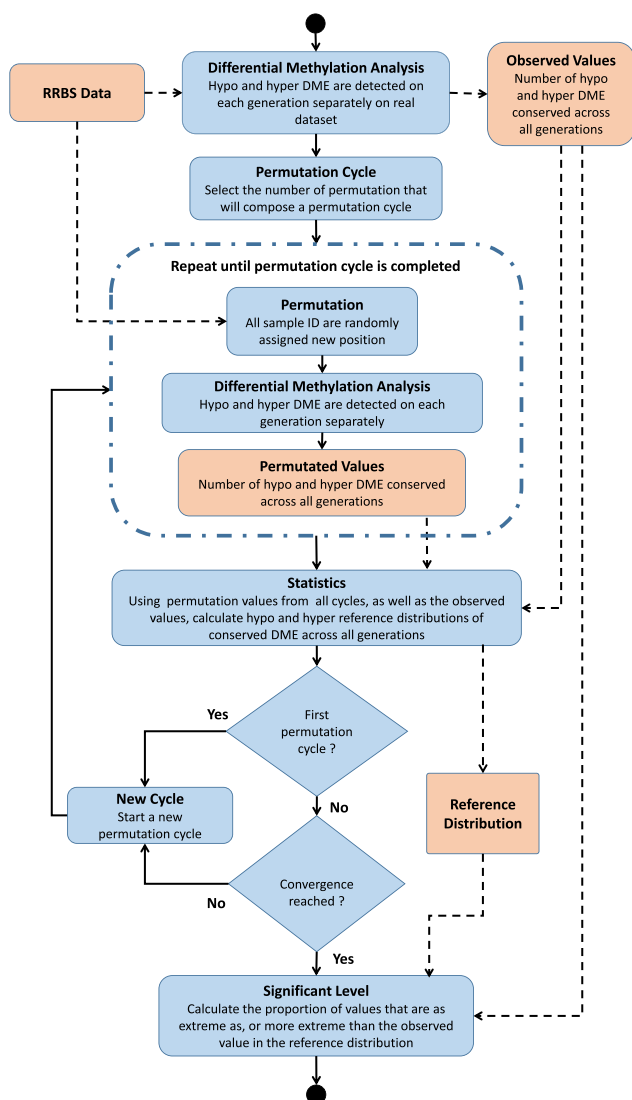 RRBS Data
Differential Methylation Analysis
Hypo and hyper DME are detected on
each generation separately on real
dataset
Observed Values
Number of hypo
and hyper DME
conserved across
all generations
Permutation Cycle
Select the number of permutation that
will compose a permutation cycle
Repeat until permutation cycle is completed
Permutation
All sample ID are randomly
assigned new position
Differential Methylation Analysis
Hypo and hyper DME are detected on each
generation separately
Permutated Values
Number of hypo and hyper DME conserved
across all generations
Statistics
Using permutation values from all cycles, as well as the observed
values, calculate hypo and hyper reference distributions of
conserved DME across all generations
Yes
First
permutation
cycle ?
No
New Cycle
Start a new
permutation cycle
Reference
Distribution
Convergence
reached ?
No
Yes
Significant Level
Calculate the proportion of values that are as
extreme as, or more extreme than the observed
value in the reference distribution